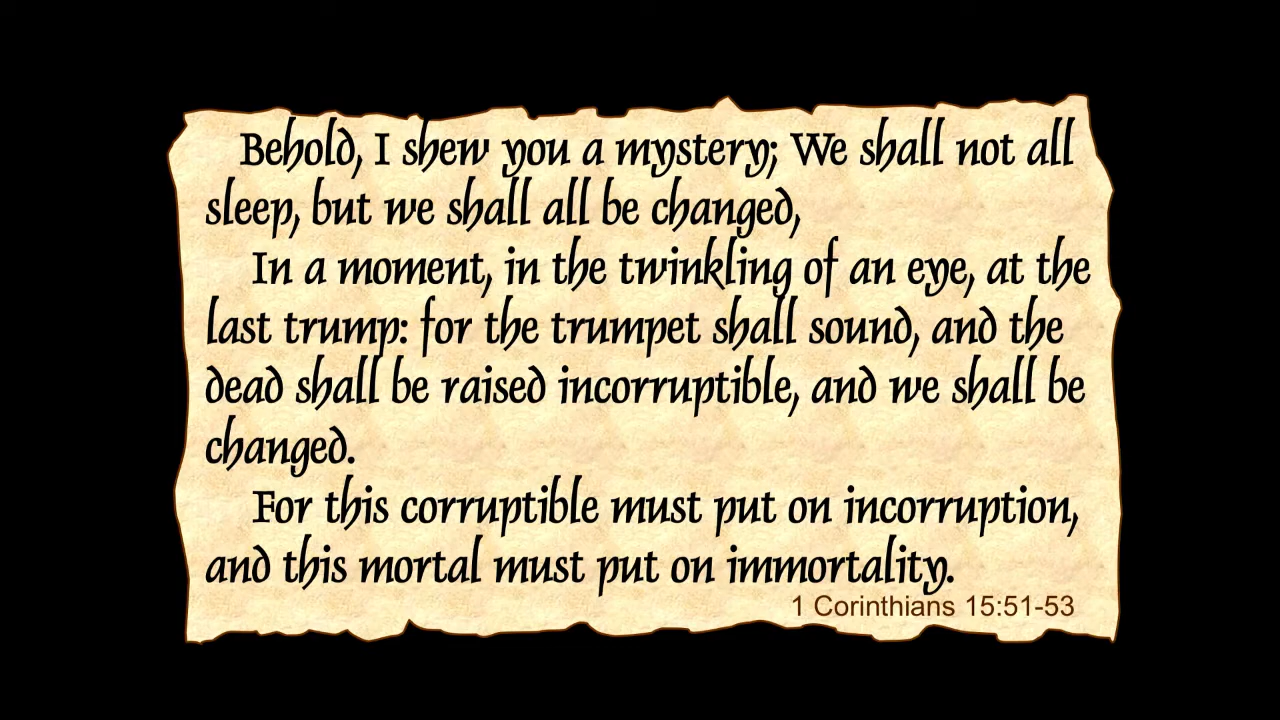 Behold, I shew you a mystery; We shall not all
sleep, but we shall all be changed,
In a moment, in the twinkling of an eye, at the
last trump: for the trumpet shall sound, and the
dead shall be raised incorruptible, and we shall be
changed.
For this corruptible must put on incorruption,
and this mortal must put on immortality.
1 Corinthians 15:51-53